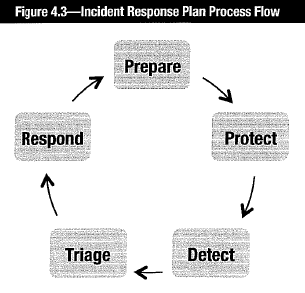 Figure 4.3—Incident Response Plan Process Flow
Prepare
Protect
Detect
Triage
Respond